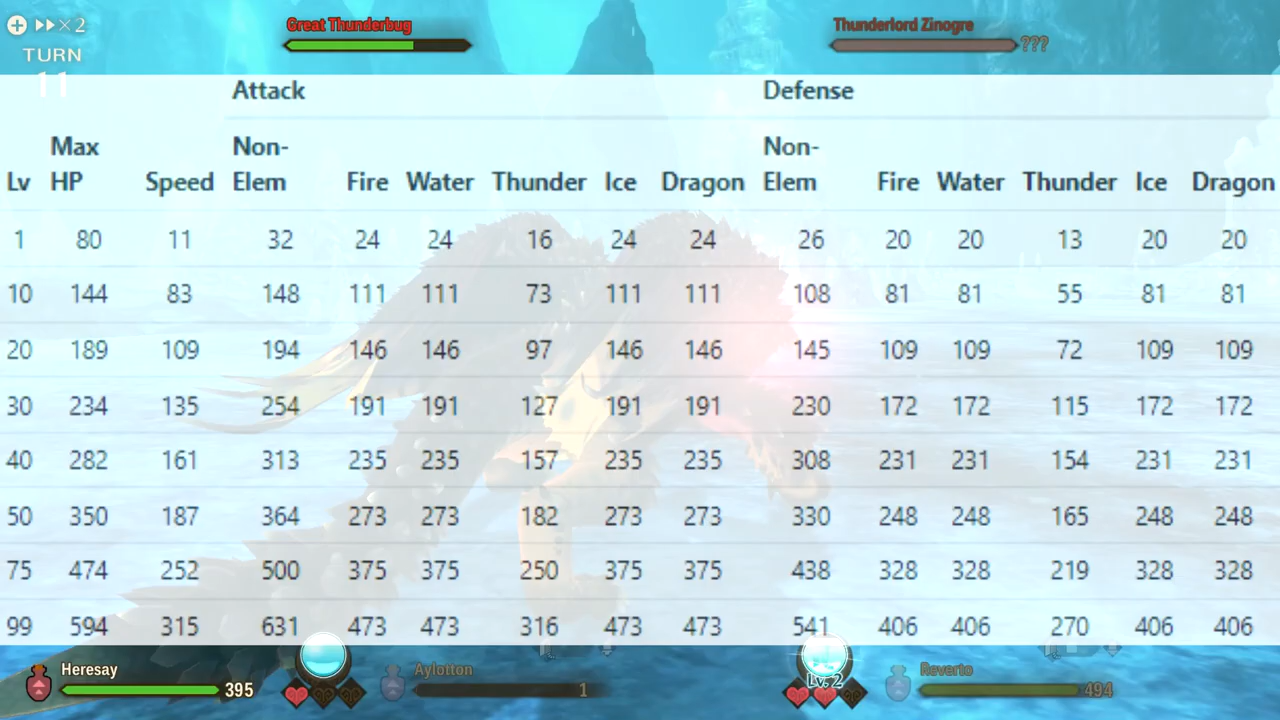 ×2
Great Thunderbug
Thunderlord Zinogre
???
TURN
11
Attack Defense
Max Non- Non-
Lv HP Speed Elem Fire Water Thunder Ice Dragon Elem Fire Water Thunder Ice Dragon
1 80 11 32 24 24 16 24 24 26 20 20 13 20 20
10 144 83 148 111 111 73 111 111 108 81 81 55 81 81
20 189 109 194 146 146 97 146 146 145 109 109 72 109 109
30 234 135 254 191 191 127 191 191 230 172 172 115 172 172
40 282 161 313 235 235 157 235 235 308 231 231 154 231 231
50 350 187 364 273 273 182 273 273 330 248 248 165 248 248
75 474 252 500 375 375 250 375 375 438 328 328 219 328 328
99 594 315 631 473 473 316 473 473 541 406 406 270 406 406
Heresay
395
Aylotton
1
Lv. 2
Reverto
494